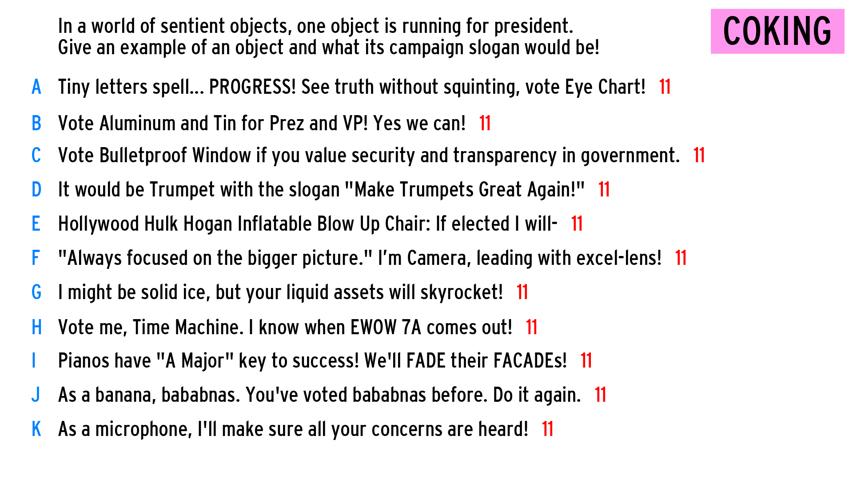 In a world of sentient objects, one object is running for president.
Give an example of an object and what its campaign slogan would be!
COKING
A Tiny letters spell... PROGRESS! See truth without squinting, vote Eye Chart! 11
B Vote Aluminum and Tin for Prez and VP! Yes we can! 11
C Vote Bulletproof Window if you value security and transparency in government. 11
D It would be Trumpet with the slogan "Make Trumpets Great Again!" 11
E Hollywood Hulk Hogan Inflatable Blow Up Chair: If elected I will- 11
F "Always focused on the bigger picture." I'm Camera, leading with excel-lens! 11
G I might be solid ice, but your liquid assets will skyrocket! 11
H Vote me, Time Machine. I know when EWOW 7A comes out! 11
I Pianos have "A Major" key to success! We'll FADE their FACADEs! 11
J As a banana, bababnas. You've voted bababnas before. Do it again. 11
K As a microphone, I'll make sure all your concerns are heard! 11